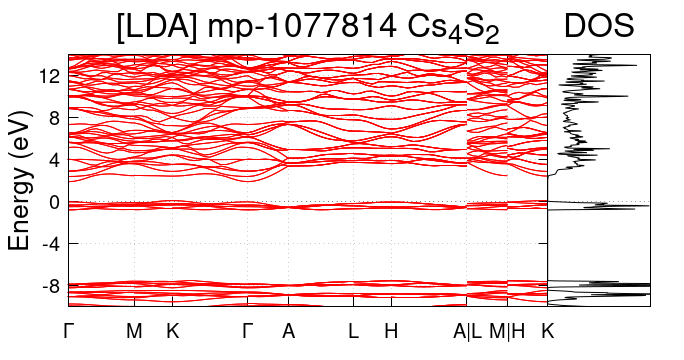 [LDA] mp-1077814 Cs₄S₂ DOS
Energy (eV)
12
8
4
0
-4
-8
Γ M K Γ A L H A|L M|H K